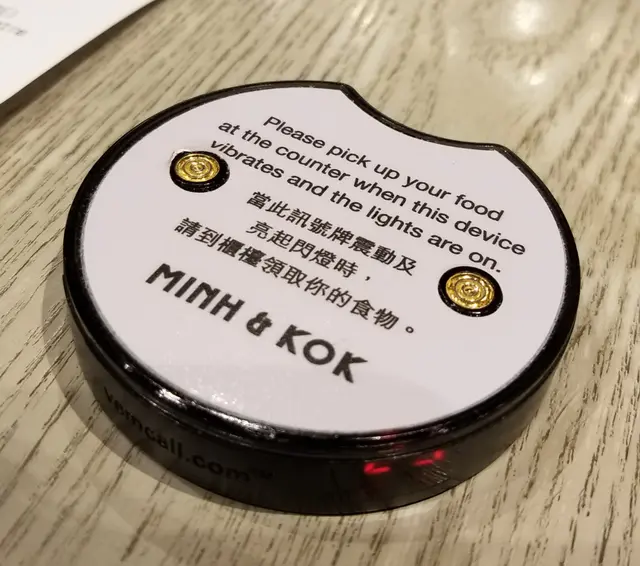 Please pick up your food
at the counter when this device
vibrates and the lights are on.
當此訊號牌震動及
亮起閃燈時，
請到櫃檯領取你的食物。
MINH & KOK